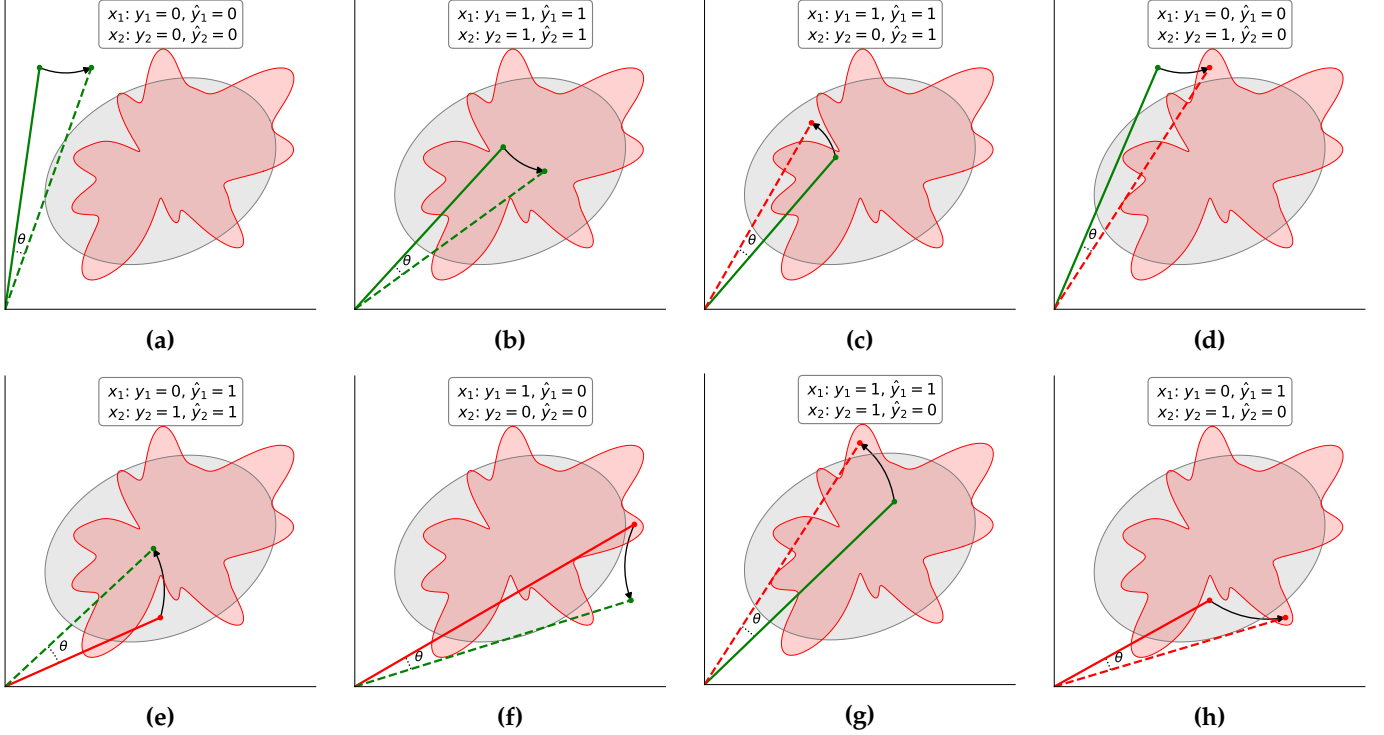 x₁: y₁ = 0, ŷ₁ = 0
x₂: y₂ = 0, ŷ₂ = 0
θ
(a)
x₁: y₁ = 1, ŷ₁ = 1
x₂: y₂ = 1, ŷ₂ = 1
θ
(b)
x₁: y₁ = 1, ŷ₁ = 1
x₂: y₂ = 0, ŷ₂ = 1
θ
(c)
x₁: y₁ = 0, ŷ₁ = 0
x₂: y₂ = 1, ŷ₂ = 0
θ
(d)
x₁: y₁ = 0, ŷ₁ = 1
x₂: y₂ = 1, ŷ₂ = 1
θ
(e)
x₁: y₁ = 1, ŷ₁ = 0
x₂: y₂ = 0, ŷ₂ = 0
θ
(f)
x₁: y₁ = 1, ŷ₁ = 1
x₂: y₂ = 1, ŷ₂ = 0
θ
(g)
x₁: y₁ = 0, ŷ₁ = 1
x₂: y₂ = 1, ŷ₂ = 0
θ
(h)